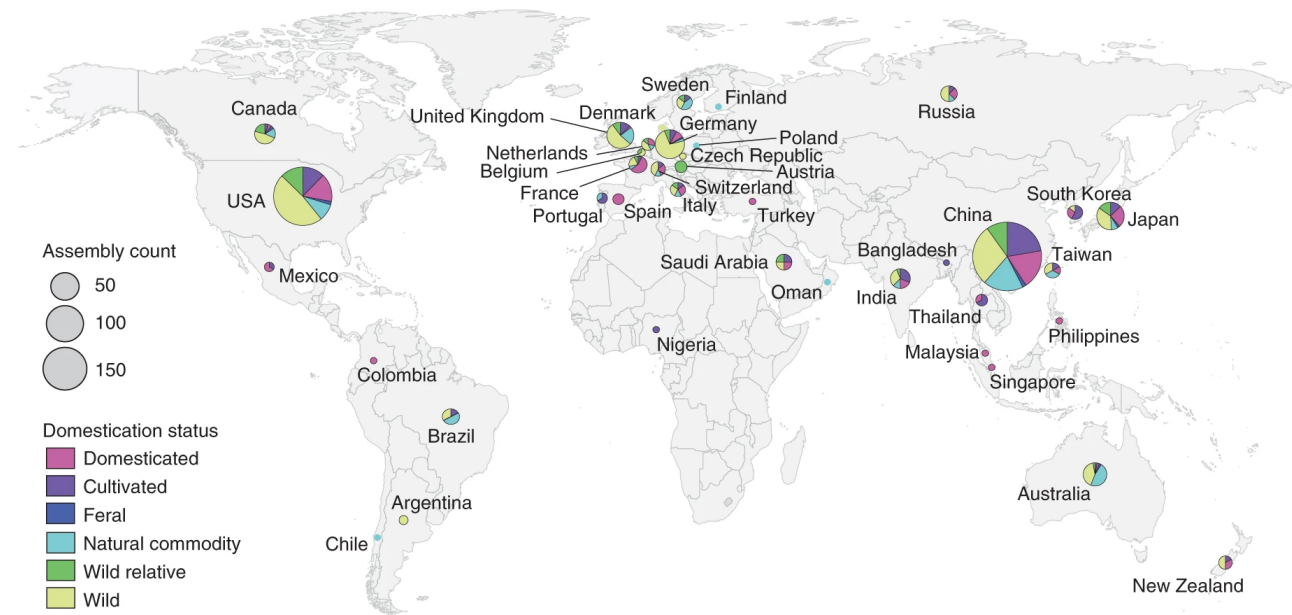 Sweden
Finland
Canada
United Kingdom
Denmark
Germany
Russia
Netherlands
Poland
Belgium
Czech Republic
Austria
France
Switzerland
USA
Portugal
Spain
Italy
Turkey
South Korea
China
Japan
Assembly count
50
100
150
Mexico
Saudi Arabia
Bangladesh
Taiwan
Oman
India
Thailand
Nigeria
Philippines
Malaysia
Colombia
Singapore
Domestication status
Domesticated
Cultivated
Feral
Natural commodity
Wild relative
Wild
Brazil
Argentina
Chile
Australia
New Zealand